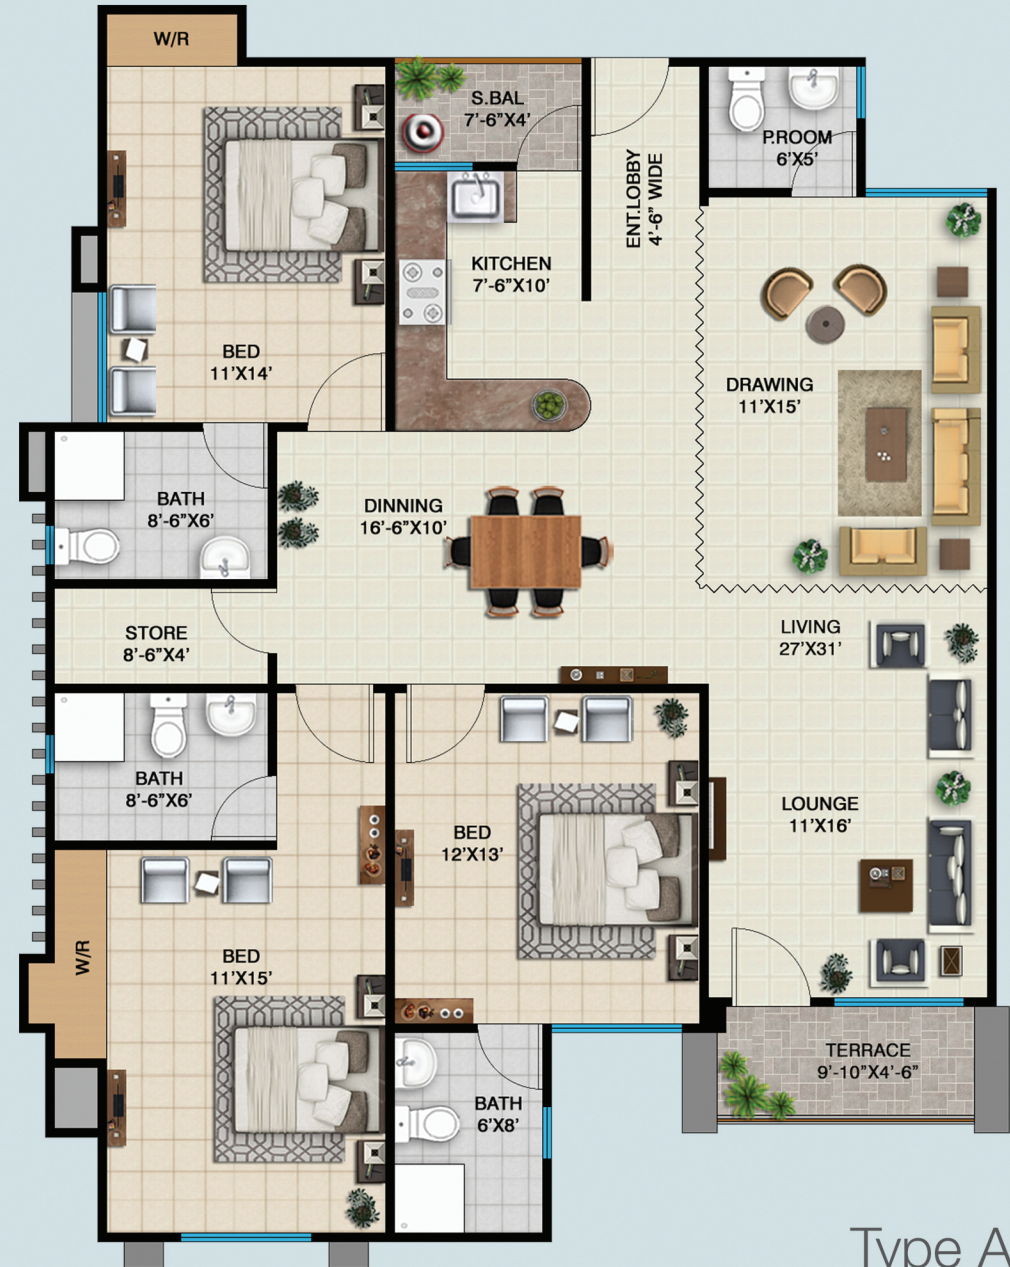 W/R
S.BAL
7'-6"X4'
P.ROOM
6'X5'
ENT.LOBBY
4'-6" WIDE
KITCHEN
7'-6"X10'
BED
11'X14'
DRAWING
11'X15'
BATH
8'-6"X6'
DINNING
16'-6"X10'
STORE
8'-6"X4'
LIVING
27'X31'
BATH
8'-6"X6'
BED
12'X13'
LOUNGE
11'X16'
W/R
BED
11'X15'
TERRACE
9'-10"X4'-6"
BATH
6'X8'
Type A